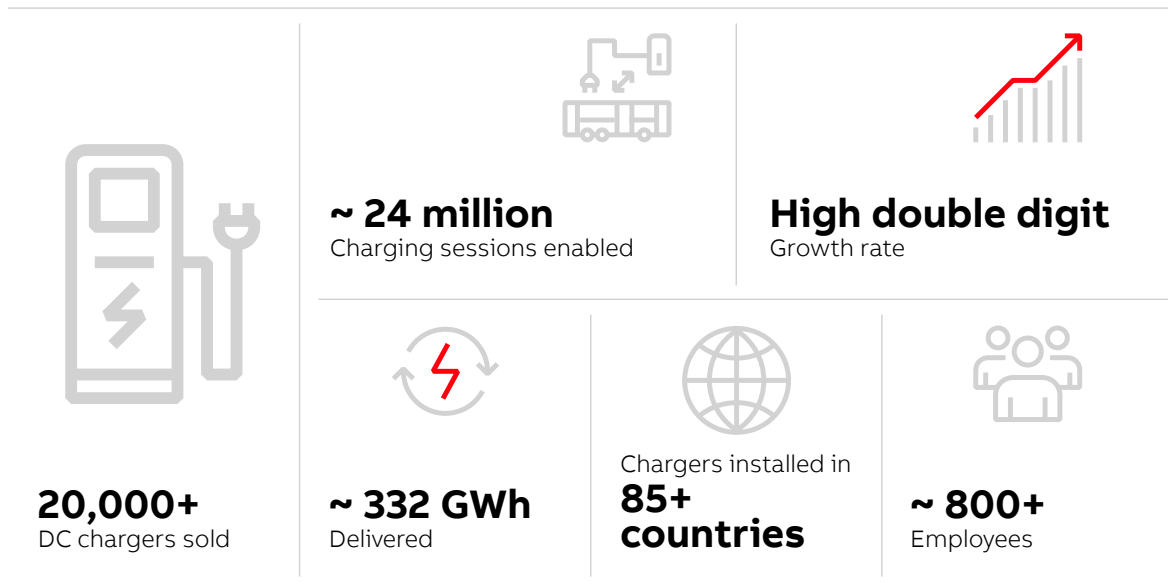 ~ 24 million
Charging sessions enabled
High double digit
Growth rate
20,000+
DC chargers sold
~ 332 GWh
Delivered
Chargers installed in
85+
countries
~ 800+
Employees